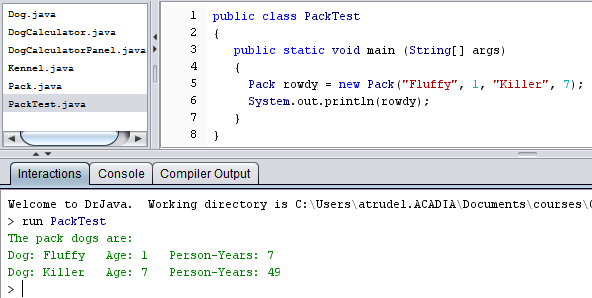 Dog.java
DogCalculator.java
DogCalculatorPanel.java
Kennel.java
Pack.java
PackTest.java
1 public class PackTest
2 {
3 public static void main (String[] args)
4 {
5 Pack rowdy = new Pack("Fluffy", 1, "Killer", 7);
6 System.out.println(rowdy);
7 }
8 }
Interactions Console Compiler Output
Welcome to DrJava. Working directory is C:\Users\atrudel.ACADIA\Documents\courses\
> run PackTest
The pack dogs are:
Dog: Fluffy Age: 1 Person-Years: 7
Dog: Killer Age: 7 Person-Years: 49
>